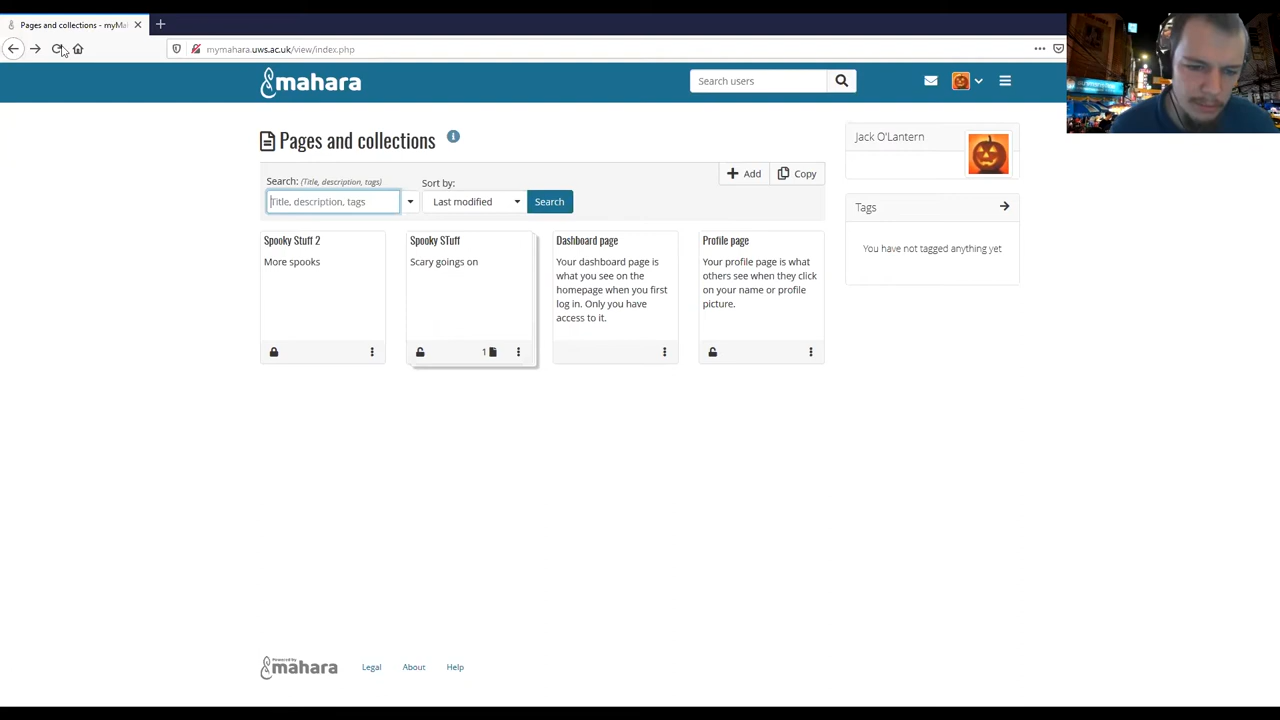 Pages and collections - myMa
mymahara.uws.ac.uk/view/index.php
mahara
Search users
Pages and collections
Jack O'Lantern
Search: (Title, description, tags)
Sort by:
Add
Copy
Title, description, tags
Last modified
Search
Tags
You have not tagged anything yet
Spooky Stuff 2
More spooks
Spooky STuff
Scary goings on
1
Dashboard page
Your dashboard page is
what you see on the
homepage when you first
log in. Only you have
access to it.
Profile page
Your profile page is what
others see when they click
on your name or profile
picture.
Powered by
mahara
Legal
About
Help